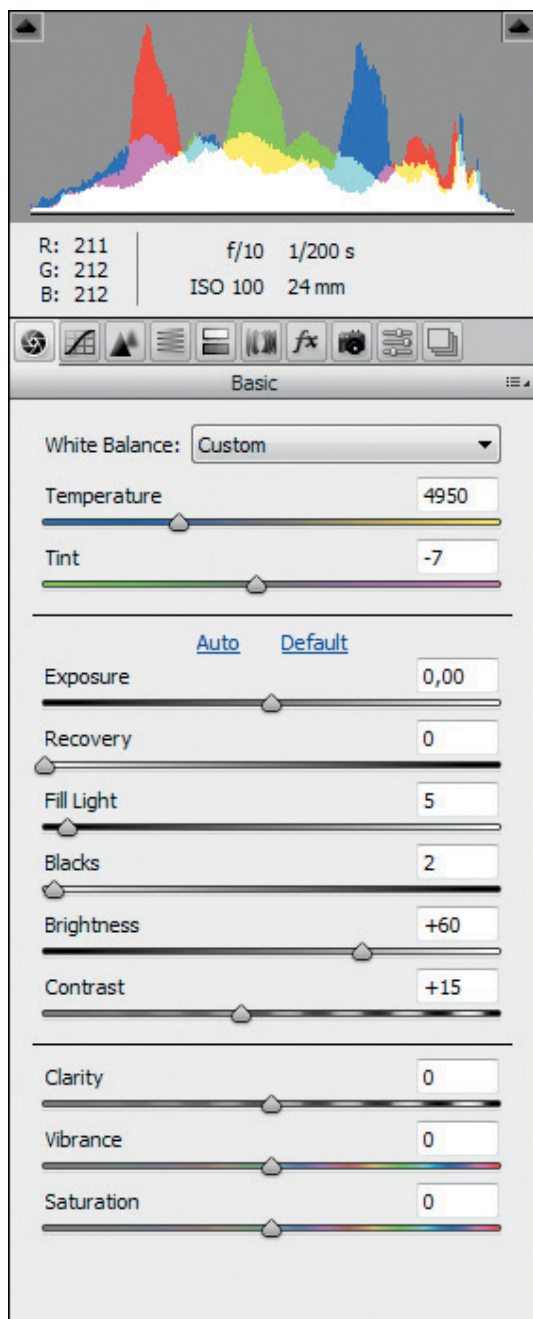 R: 211
G: 212
B: 212
f/10 1/200 s
ISO 100 24 mm
fx
Basic
White Balance: Custom
Temperature 4950
Tint -7
Auto Default
Exposure 0,00
Recovery 0
Fill Light 5
Blacks 2
Brightness +60
Contrast +15
Clarity 0
Vibrance 0
Saturation 0